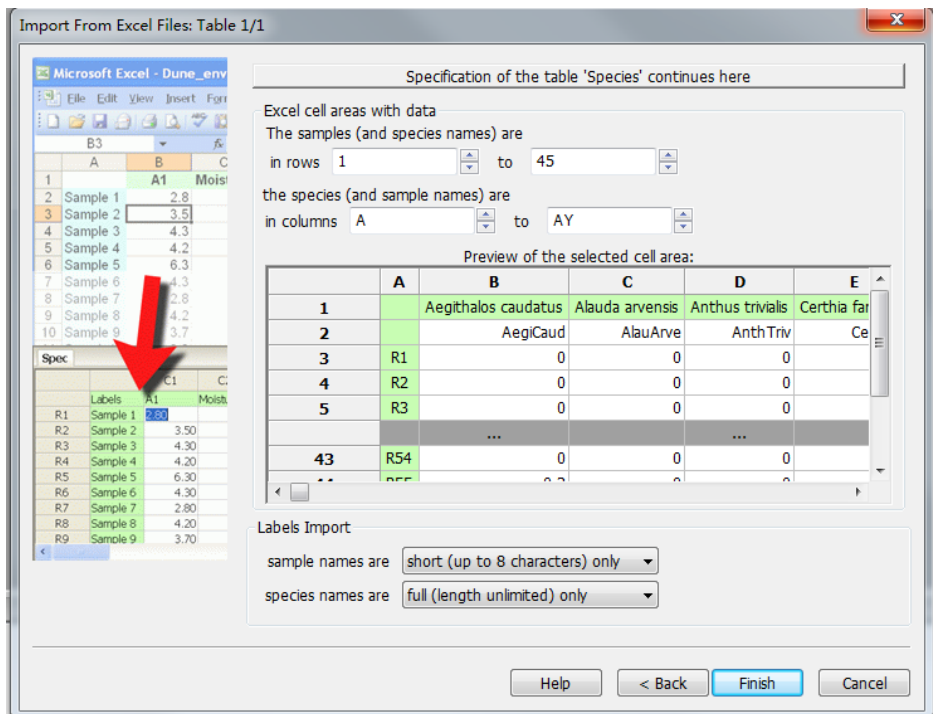 Import From Excel Files: Table 1/1
Microsoft Excel - Dune_env
File Edit View Insert Forr
B3
A B C
1 A1 Moist
2 Sample 1 2.8
3 Sample 2 3.5
4 Sample 3 4.3
5 Sample 4 4.2
6 Sample 5 6.3
7 Sample 6 4.3
8 Sample 7 2.8
9 Sample 8 4.2
10 Sample 9 3.7
Spec
C1 C2
Labels A1 Moistu
R1 Sample 1 2.80
R2 Sample 2 3.50
R3 Sample 3 4.30
R4 Sample 4 4.20
R5 Sample 5 6.30
R6 Sample 6 4.30
R7 Sample 7 2.80
R8 Sample 8 4.20
R9 Sample 9 3.70
Specification of the table 'Species' continues here
Excel cell areas with data
The samples (and species names) are
in rows 1 to 45
the species (and sample names) are
in columns A to AY
Preview of the selected cell area:
A B C D E
1 Aegithalos caudatus Alauda arvensis Anthus trivialis Certhia far
2 AegiCaud AlauArve AnthTriv Ce
3 R1 0 0 0
4 R2 0 0 0
5 R3 0 0 0
... ...
43 R54 0 0 0
Labels Import
sample names are short (up to 8 characters) only
species names are full (length unlimited) only
Help < Back Finish Cancel